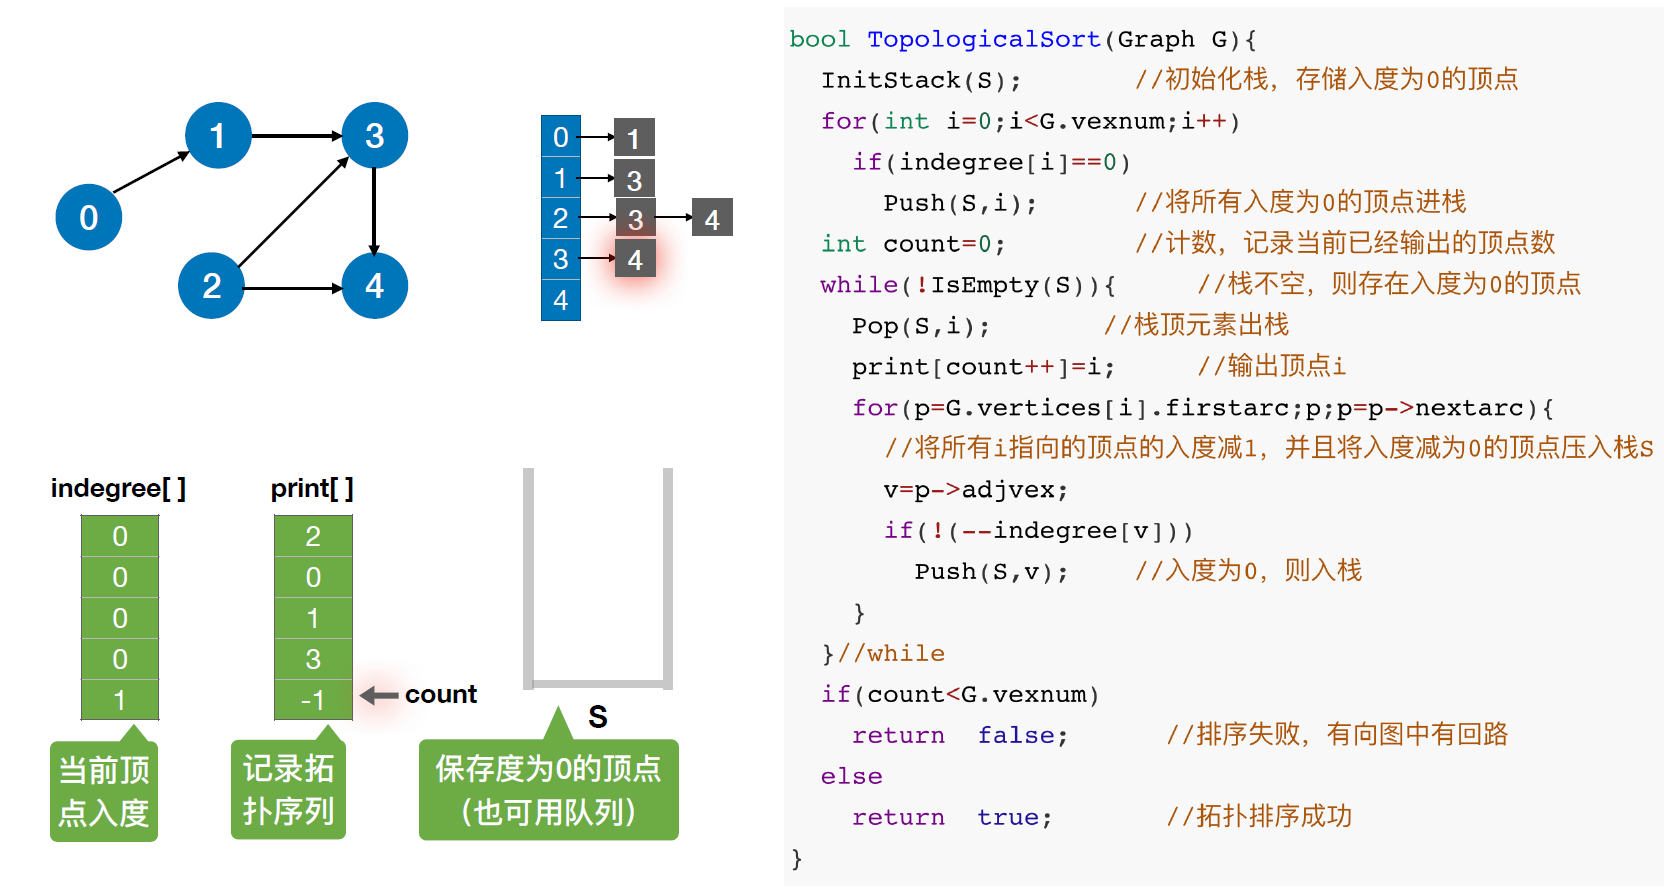 1
3
0
2
4
0 1
1 3
2 3 4
3 4
4
indegree[ ]
0
0
0
0
1
print[ ]
2
0
1
3
-1
count
S
当前顶
点入度
记录拓
扑序列
保存度为0的顶点
(也可用队列)
bool TopologicalSort(Graph G){
InitStack(S); //初始化栈，存储入度为0的顶点
for(int i=0;i<G.vexnum;i++)
if(indegree[i]==0)
Push(S,i); //将所有入度为0的顶点进栈
int count=0; //计数，记录当前已经输出的顶点数
while(!IsEmpty(S)){ //栈不空，则存在入度为0的顶点
Pop(S,i); //栈顶元素出栈
print[count++]=i; //输出顶点i
for(p=G.vertices[i].firstarc;p;p=p->nextarc){
//将所有i指向的顶点的入度减1，并且将入度减为0的顶点压入栈S
v=p->adjvex;
if(!(--indegree[v]))
Push(S,v); //入度为0，则入栈
}
}//while
if(count<G.vexnum)
return false; //排序失败，有向图中有回路
else
return true; //拓扑排序成功
}